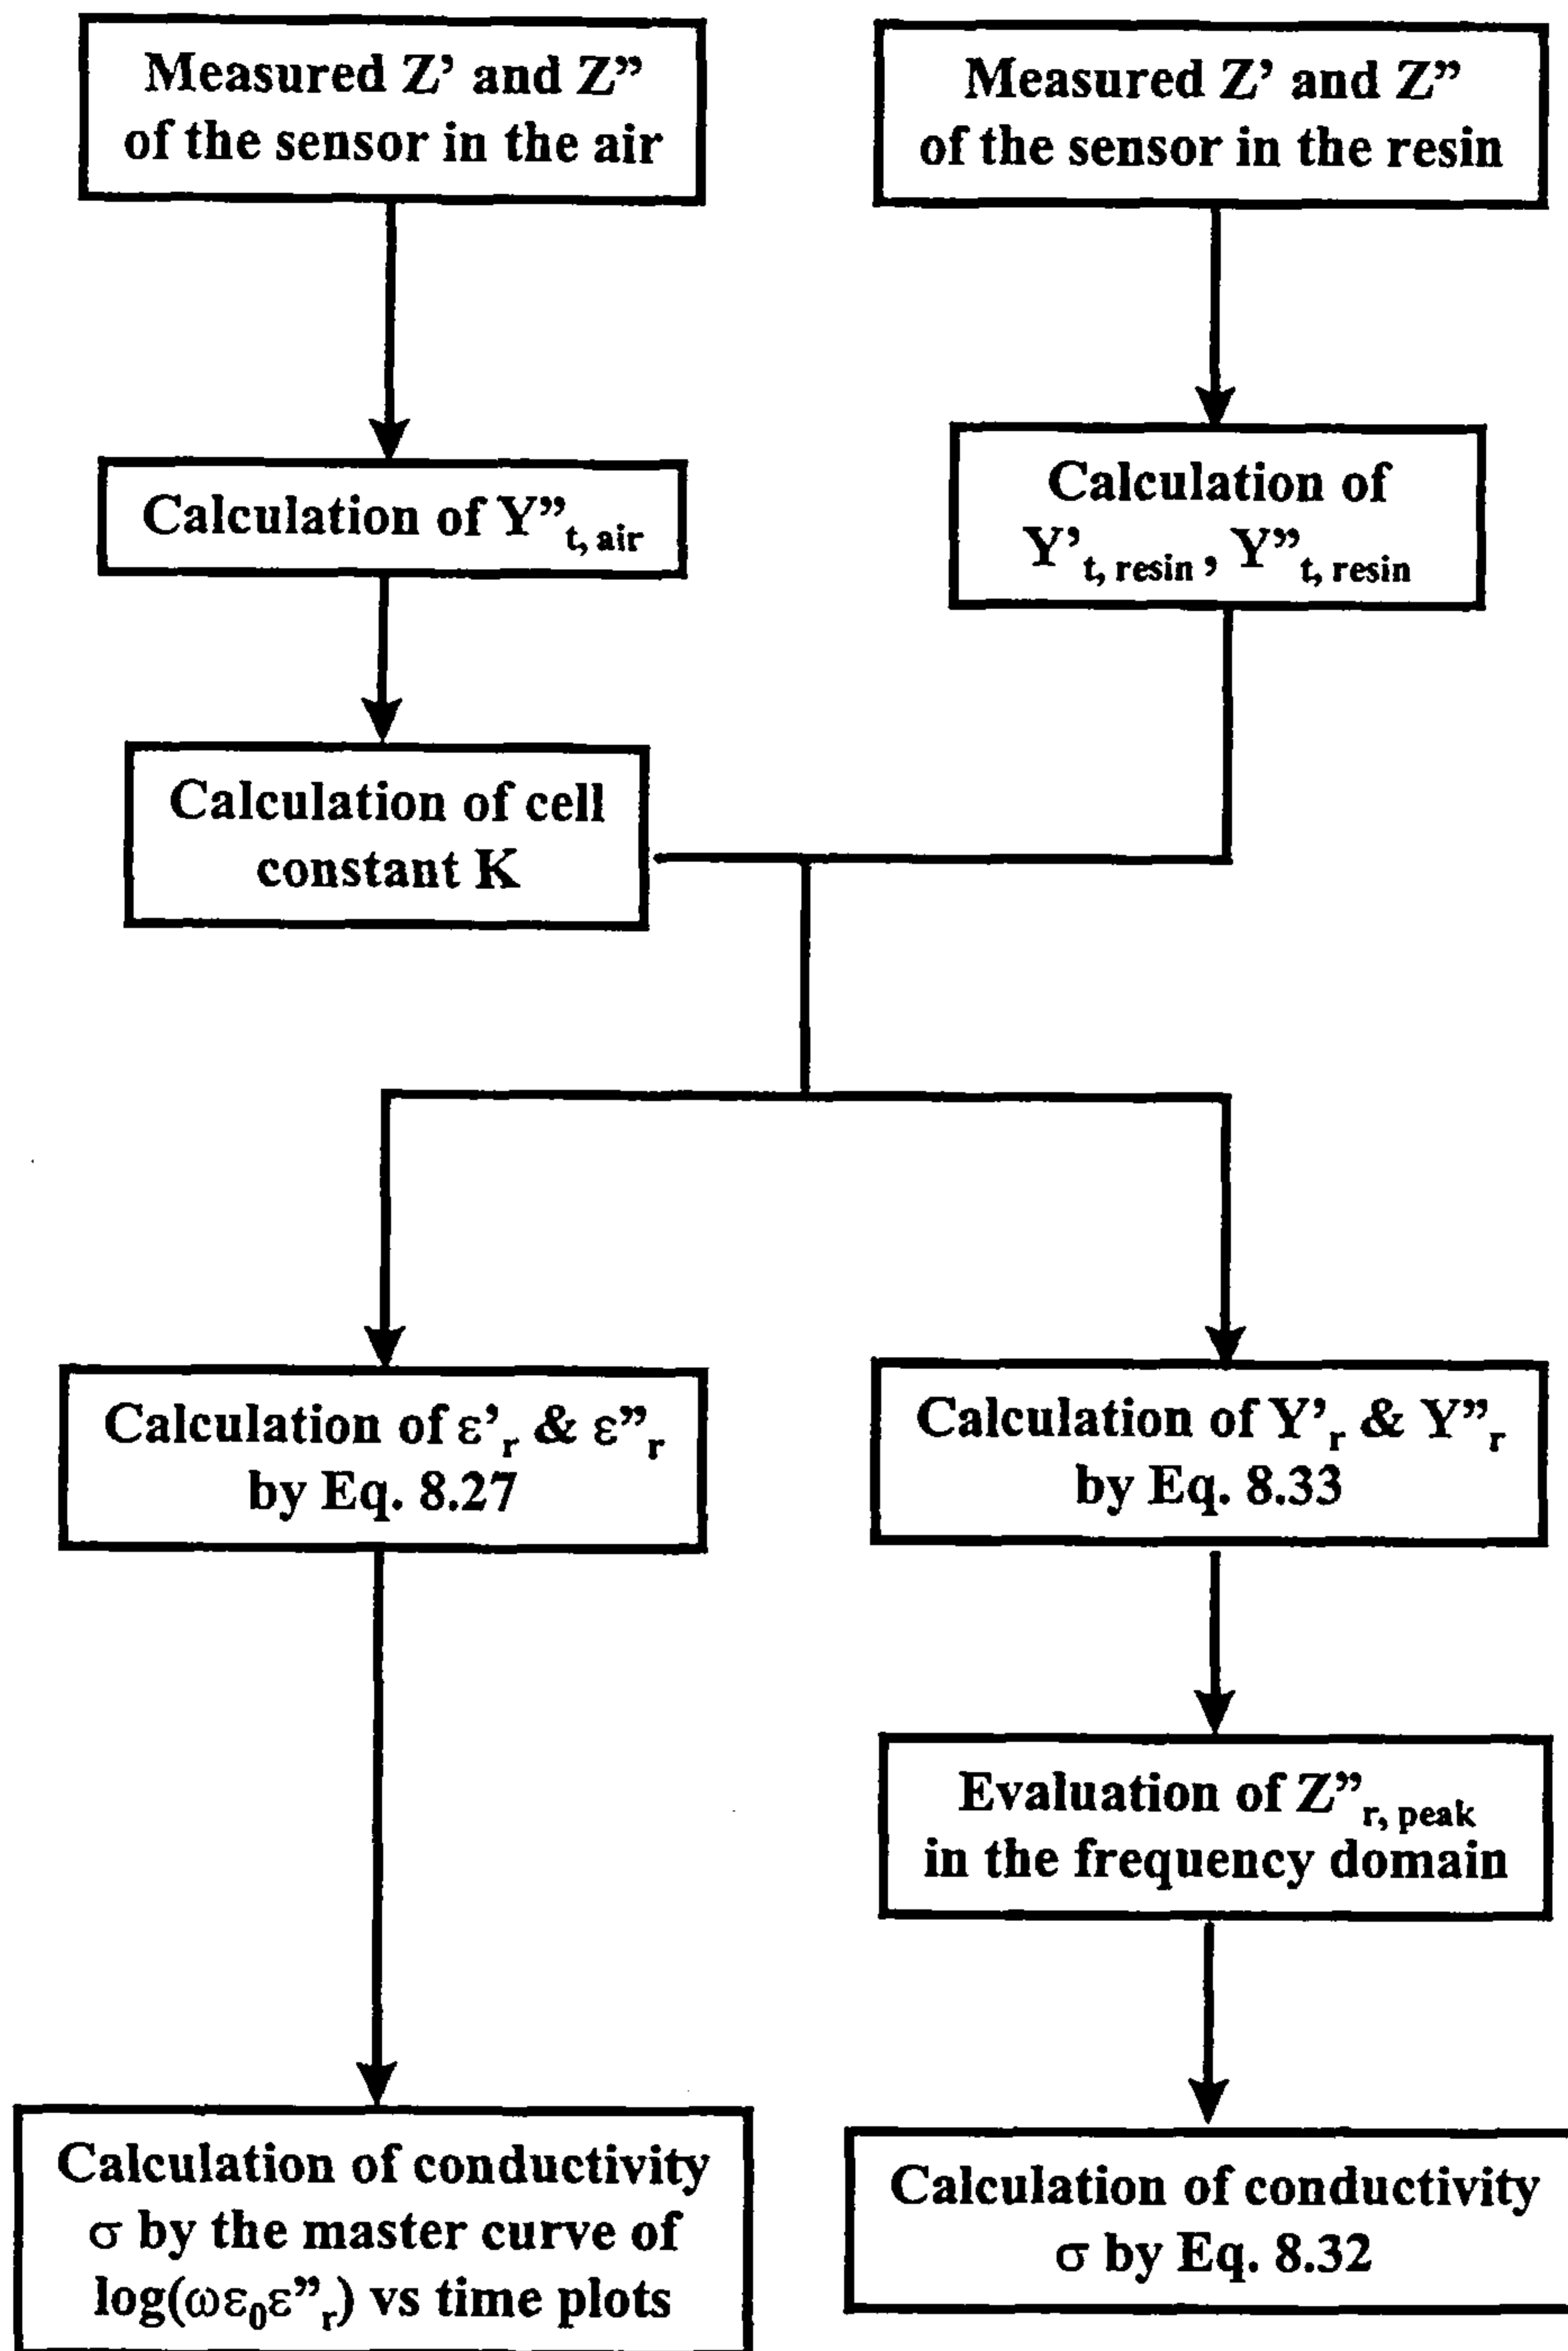 Measured Z’ and Z”
of the sensor in the air
Measured Z’ and Z”
of the sensor in the resin
Calculation of Y”t, air
Calculation of
Y’t, resin , Y”t, resin
Calculation of cell
constant K
Calculation of ε’r & ε”r
by Eq. 8.27
Calculation of Y’r & Y”r
by Eq. 8.33
Evaluation of Z”r, peak
in the frequency domain
Calculation of conductivity
σ by the master curve of
log(ωε0ε”r) vs time plots
Calculation of conductivity
σ by Eq. 8.32